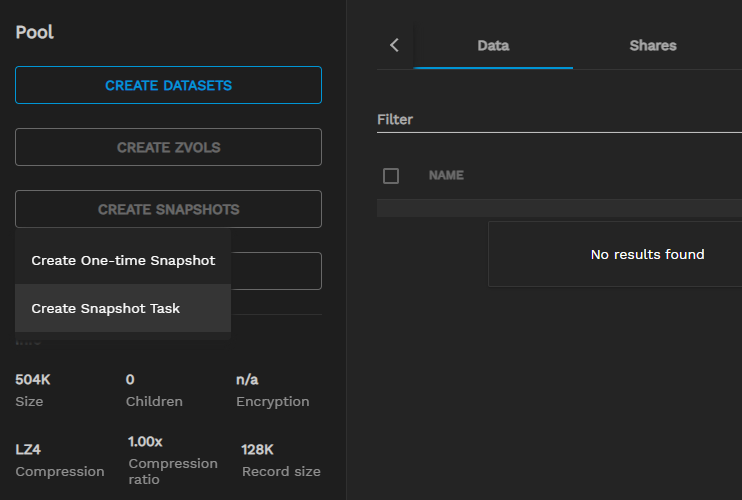 Pool
CREATE DATASETS
CREATE ZVOLS
CREATE SNAPSHOTS
Create One-time Snapshot
Create Snapshot Task
504K
Size
0
Children
n/a
Encryption
LZ4
Compression
1.00x
Compression
ratio
128K
Record size
Data
Shares
Filter
NAME
No results found